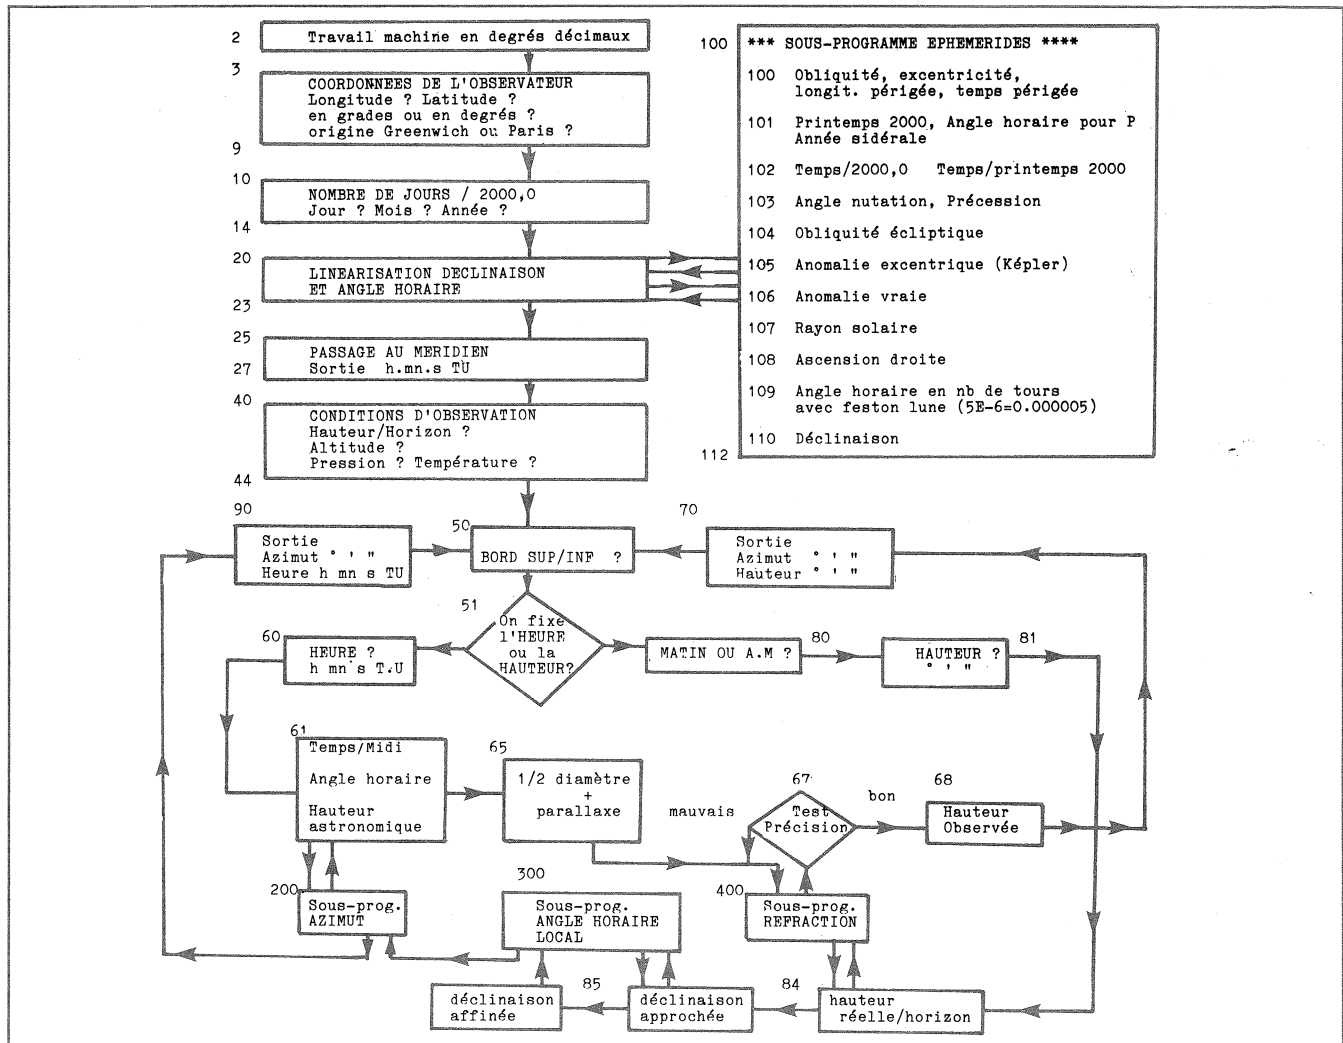 2
Travail machine en degrés décimaux
3
COORDONNEES DE L'OBSERVATEUR
Longitude ? Latitude ?
en grades ou en degrés ?
origine Greenwich ou Paris ?
9
10
NOMBRE DE JOURS / 2000,0
Jour ? Mois ? Année ?
14
20
LINEARISATION DECLINAISON
ET ANGLE HORAIRE
23
25
PASSAGE AU MERIDIEN
27
Sortie h.mn.s TU
40
CONDITIONS D'OBSERVATION
Hauteur/Horizon ?
Altitude ?
Pression ? Température ?
44
100
*** SOUS-PROGRAMME EPHEMERIDES ****
100 Obliquité, excentricité,
longit. périgée, temps périgée
101 Printemps 2000, Angle horaire pour P
Année sidérale
102 Temps/2000,0 Temps/printemps 2000
103 Angle nutation, Précession
104 Obliquité écliptique
105 Anomalie excentrique (Képler)
106 Anomalie vraie
107 Rayon solaire
108 Ascension droite
109 Angle horaire en nb de tours
avec feston lune (5E-6=0.000005)
110 Déclinaison
112
90
Sortie
Azimut ° ' "
Heure h mn s TU
50
BORD SUP/INF ?
70
Sortie
Azimut ° ' "
Hauteur ° ' "
51
On fixe
l'HEURE
ou la
HAUTEUR?
60
HEURE ?
h mn s T.U
MATIN OU A.M ?
80
HAUTEUR ?
° ' "
81
61
Temps/Midi
Angle horaire
Hauteur
astronomique
65
1/2 diamètre
+
parallaxe
mauvais
67
Test
Précision
bon
68
Hauteur
Observée
200
Sous-prog.
AZIMUT
300
Sous-prog.
ANGLE HORAIRE
LOCAL
400
Sous-prog.
REFRACTION
déclinaison
affinée
85
déclinaison
approchée
84
hauteur
réelle/horizon